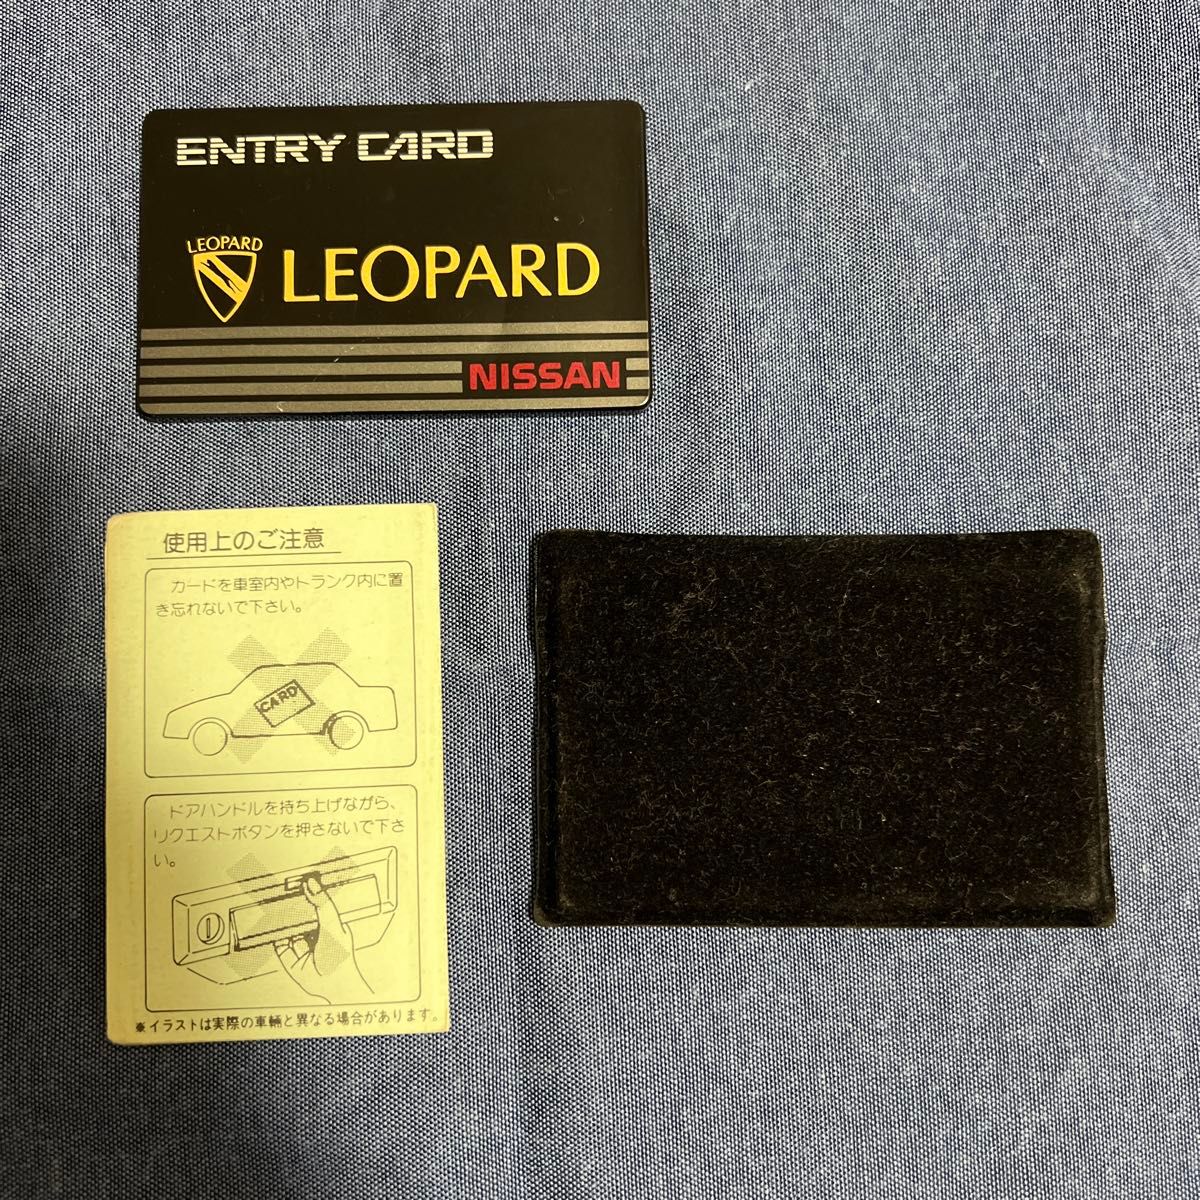 ENTRY CARD
LEOPARD
LEOPARD
NISSAN
使用上のご注意
カードを車室内やトランク内に置
き忘れないで下さい。
CARD
ドアハンドルを持ち上げながら、
リクエストボタンを押さないで下さ
い。
※イラストは実際の車輛と異なる場合があります。